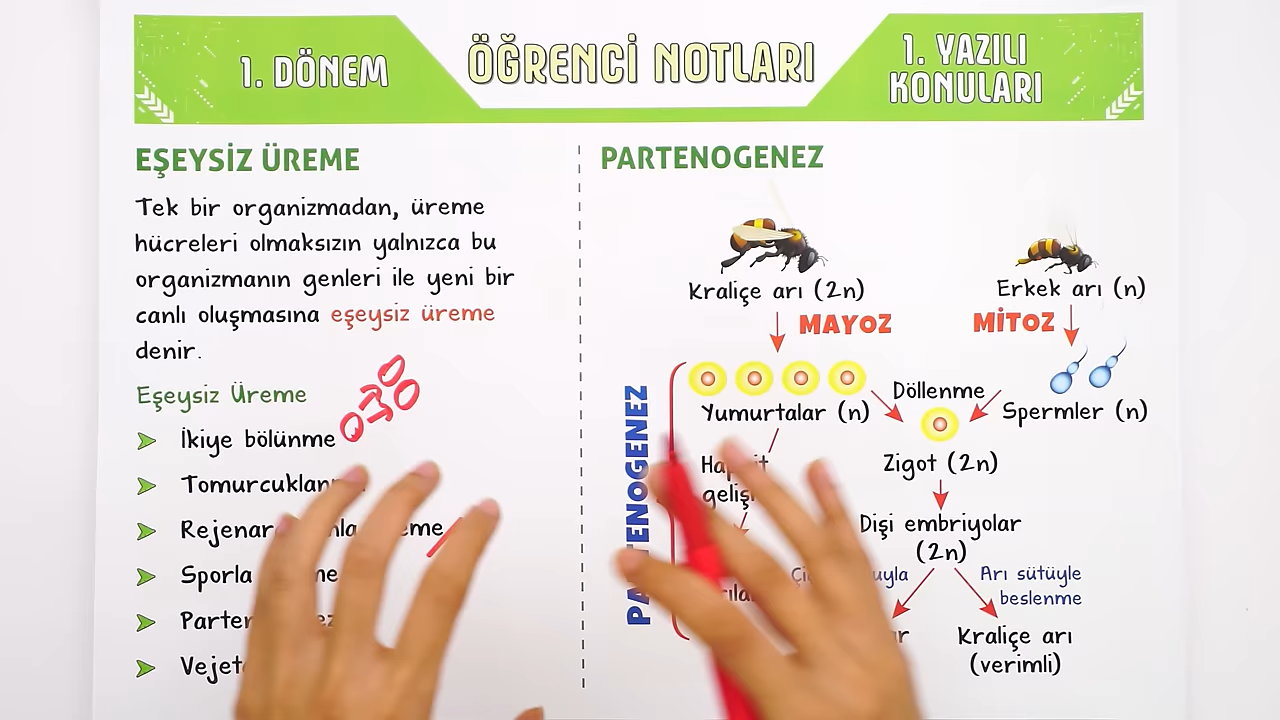 1. DÖNEM
ÖĞRENCİ NOTLARI
1. YAZILI
KONULARI
EŞEYSİZ ÜREME
Tek bir organizmadan, üreme
hücreleri olmaksızın yalnızca bu
organizmanın genleri ile yeni bir
canlı oluşmasına eşeysiz üreme
denir.
Eşeysiz Üreme
İkiye bölünme
Sporla
PARTENOGENEZ
Kraliçe arı (2n)
Erkek arı (n)
MAYOZ
MİTOZ
Yumurtalar (n)
Döllenme
Spermler (n)
PARTENOGENEZ
Zigot (2n)
Dişi embriyolar
(2n)
Arı sütüyle
beslenme
Kraliçe arı
(verimli)